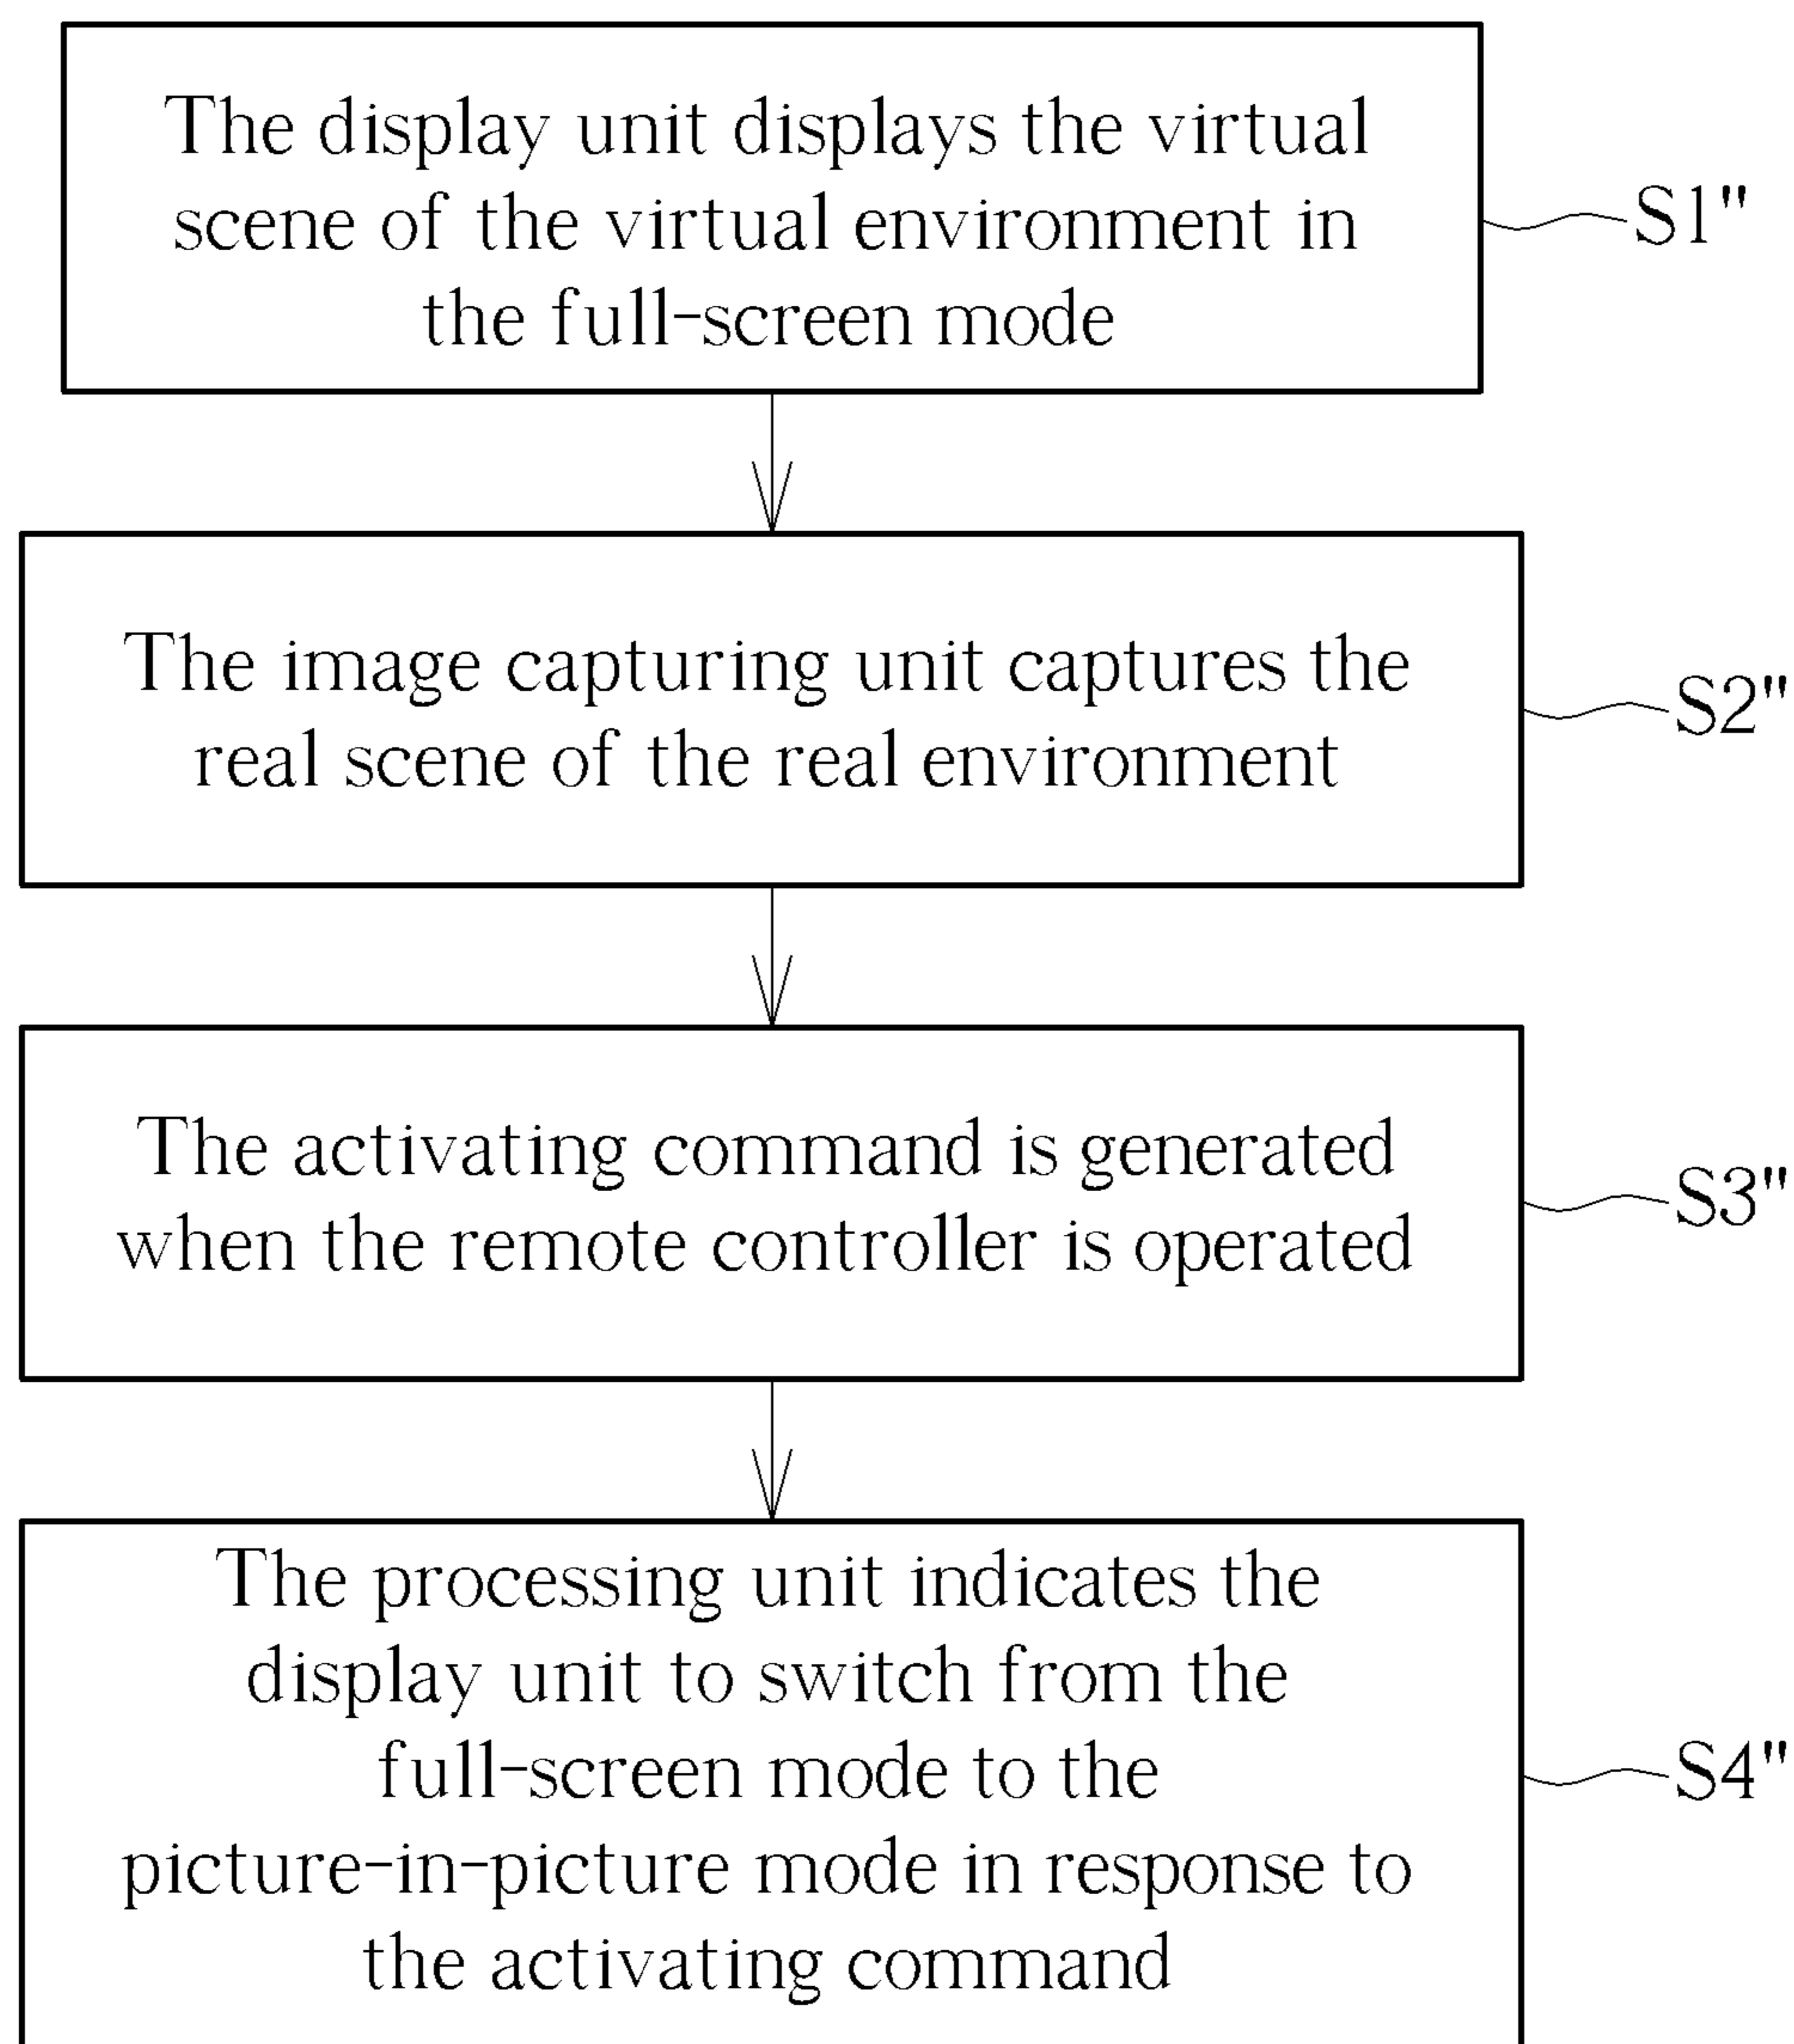 The display unit displays the virtual
scene of the virtual environment in
the full-screen mode
S1"
The image capturing unit captures the
real scene of the real environment
S2"
The activating command is generated
when the remote controller is operated
S3"
The processing unit indicates the
display unit to switch from the
full-screen mode to the
picture-in-picture mode in response to
the activating command
S4"